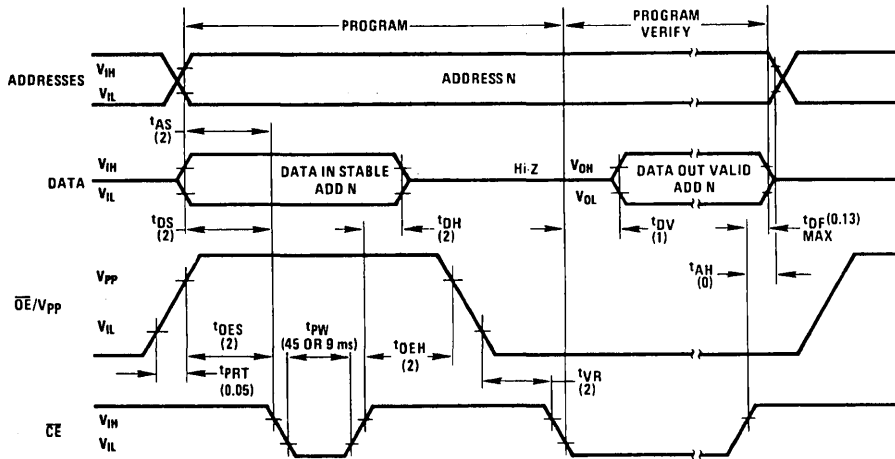 PROGRAM
PROGRAM
VERIFY
ADDRESSES
VIH
VIL
ADDRESS N
tAS
(2)
DATA
VIH
VIL
DATA IN STABLE
ADD N
Hi-Z
VOH
VOL
DATA OUT VALID
ADD N
tDS
(2)
tDH
(2)
tDV
(1)
tDF(0.13)
MAX
tAH
(0)
OE/VPP
VPP
VIL
tOES
(2)
tPW
(45 OR 9 ms)
tOEH
(2)
tPRT
(0.05)
tVR
(2)
CE
VIH
VIL